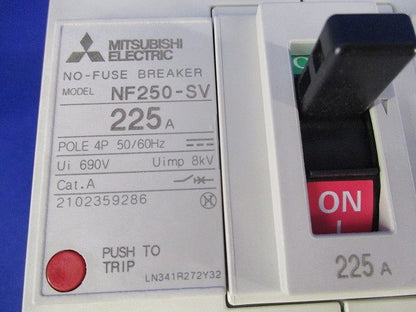 MITSUBISHI
ELECTRIC
NO-FUSE BREAKER
MODEL NF250-SV
225 A
POLE 4P 50/60Hz
Ui 690V Uimp 8kV
Cat.A
2102359286
PUSH TO
TRIP
LN341R272Y32
ON
I
225 A